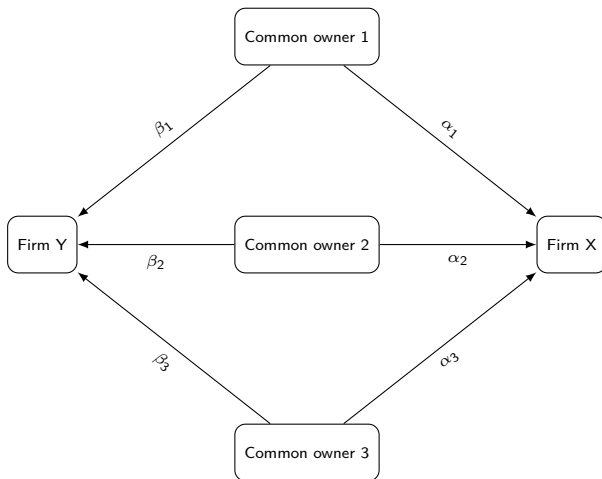 Common owner 1
β1
α1
Firm Y
Common owner 2
Firm X
β2
α2
β3
α3
Common owner 3